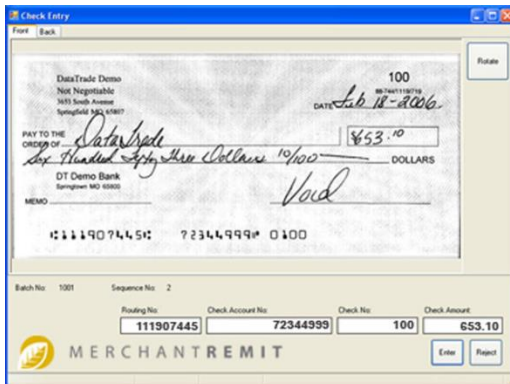 Check Entry
Front Back
Rotate
DataTrade Demo
Not Negotiable
3651 South Avenue
Springfield MO 65807
100
DATE Feb 18-2006
PAY TO THE
ORDER OF DataTrade $653.10
Six Hundred Fifty Three Dollars 10/100 DOLLARS
DT Demo Bank
Springtown MO 65800
MEMO Void
⑆111907445⑆ 72344999⑈ 0100
Batch No: 1001 Sequence No: 2
Routing No: Check Account No: Check No: Check Amount:
111907445 72344999 100 653.10
MERCHANTREMIT
Enter Reject